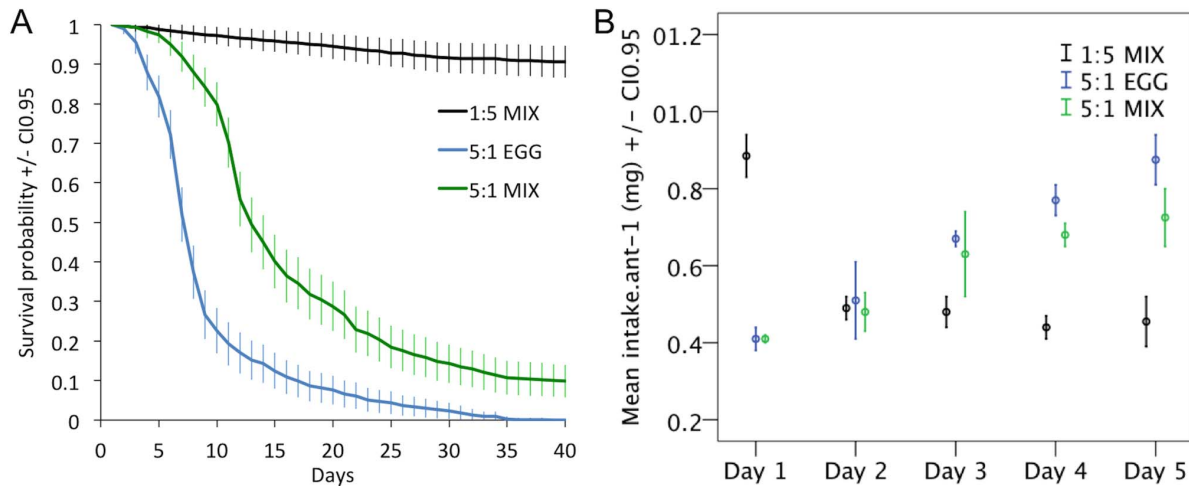 A
Survival probability +/- CI0.95
1
0.9
0.8
0.7
0.6
0.5
0.4
0.3
0.2
0.1
0
0 5 10 15 20 25 30 35 40
Days
1:5 MIX
5:1 EGG
5:1 MIX
B
Mean intake.ant-1 (mg) +/- CI0.95
01.2
01.0
0.8
0.6
0.4
0.2
Day 1 Day 2 Day 3 Day 4 Day 5
1:5 MIX
5:1 EGG
5:1 MIX